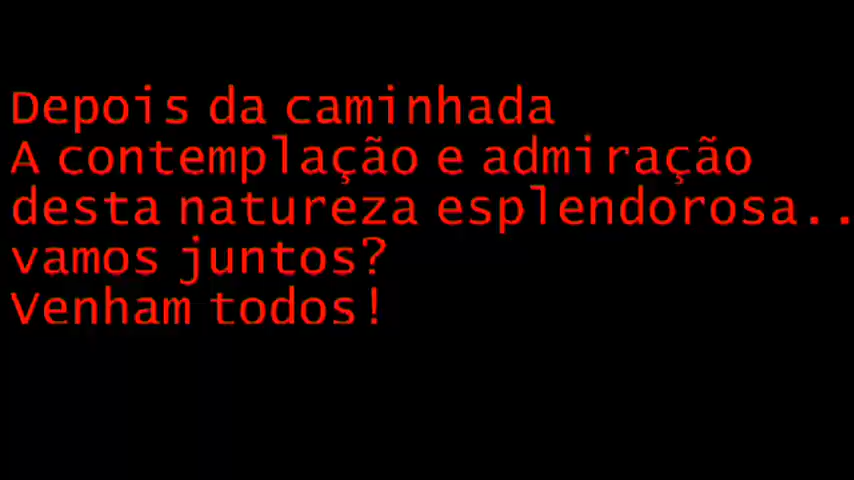 Depois da caminhada
A contemplação e admiração
desta natureza esplendorosa..
vamos juntos?
Venham todos!